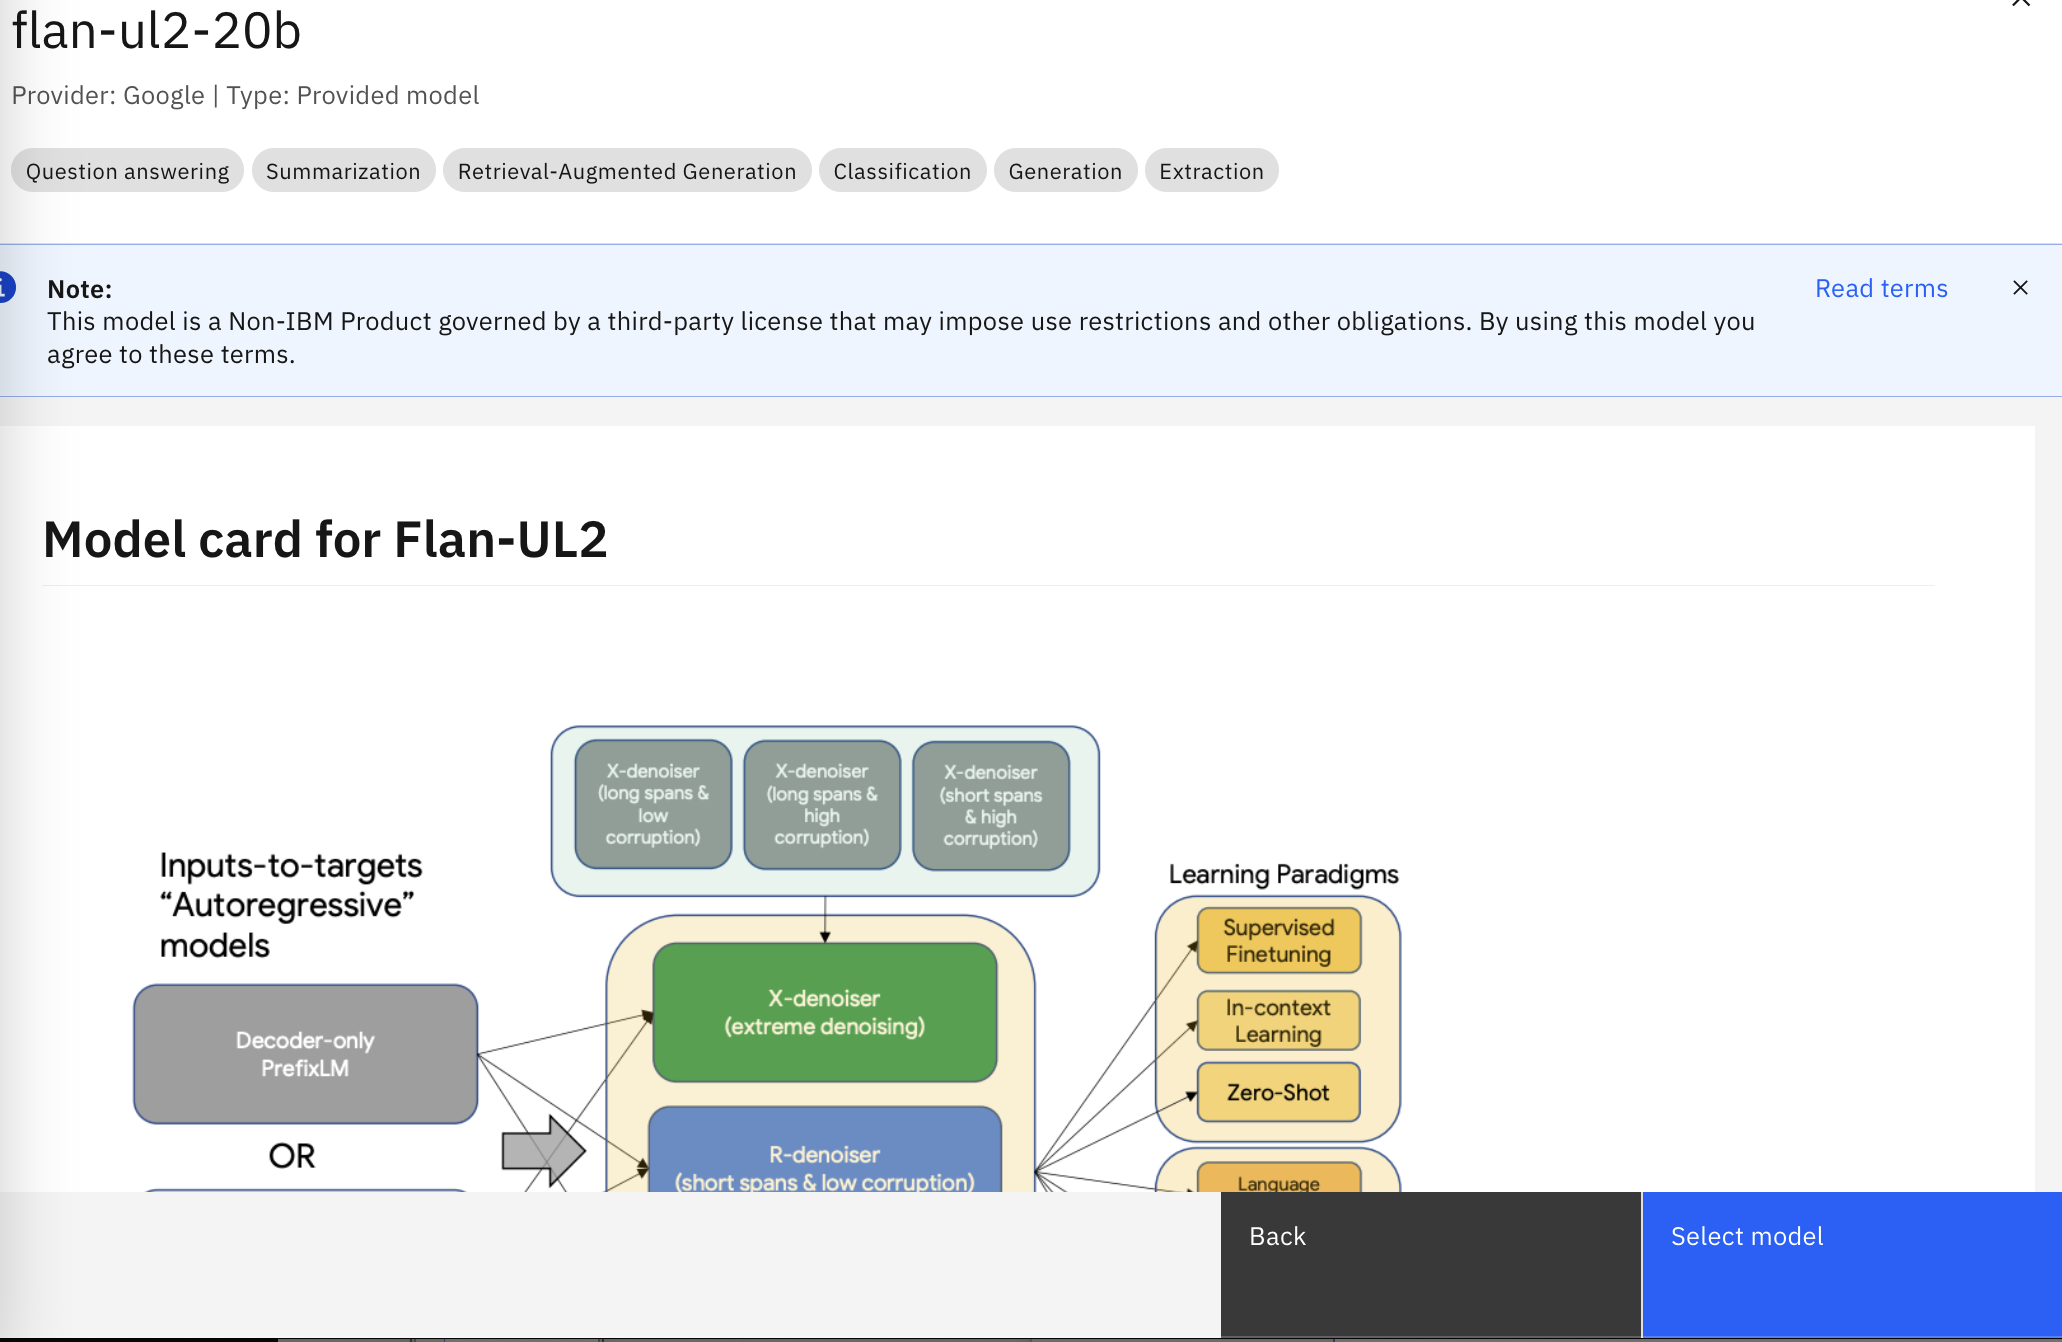 flan-ul2-20b
Provider: Google | Type: Provided model
Question answering
Summarization
Retrieval-Augmented Generation
Classification
Generation
Extraction
Note:
Read terms
This model is a Non-IBM Product governed by a third-party license that may impose use restrictions and other obligations. By using this model you
agree to these terms.
Model card for Flan-UL2
X-denoiser
(long spans &
low
corruption)
X-denoiser
(long spans &
high
corruption)
X-denoiser
(short spans
& high
corruption)
Inputs-to-targets
“Autoregressive”
models
Decoder-only
PrefixLM
OR
X-denoiser
(extreme denoising)
R-denoiser
(short spans & low corruption)
Learning Paradigms
Supervised
Finetuning
In-context
Learning
Zero-Shot
Language
Back
Select model